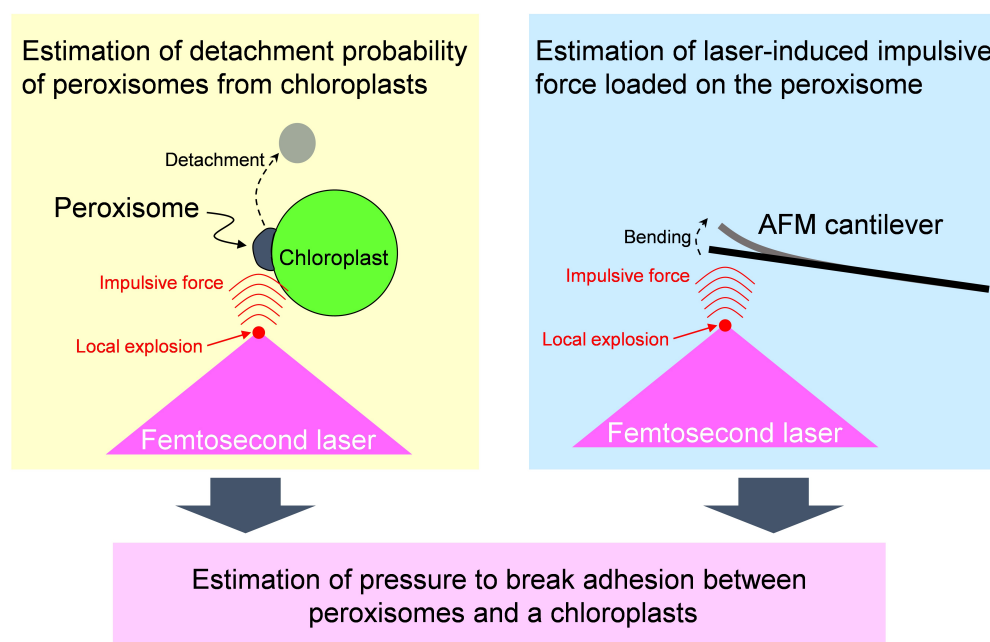 Estimation of detachment probability
of peroxisomes from chloroplasts
Detachment
Peroxisome
Chloroplast
Impulsive force
Local explosion
Femtosecond laser
Estimation of laser-induced impulsive
force loaded on the peroxisome
AFM cantilever
Bending
Impulsive force
Local explosion
Femtosecond laser
Estimation of pressure to break adhesion between
peroxisomes and a chloroplasts